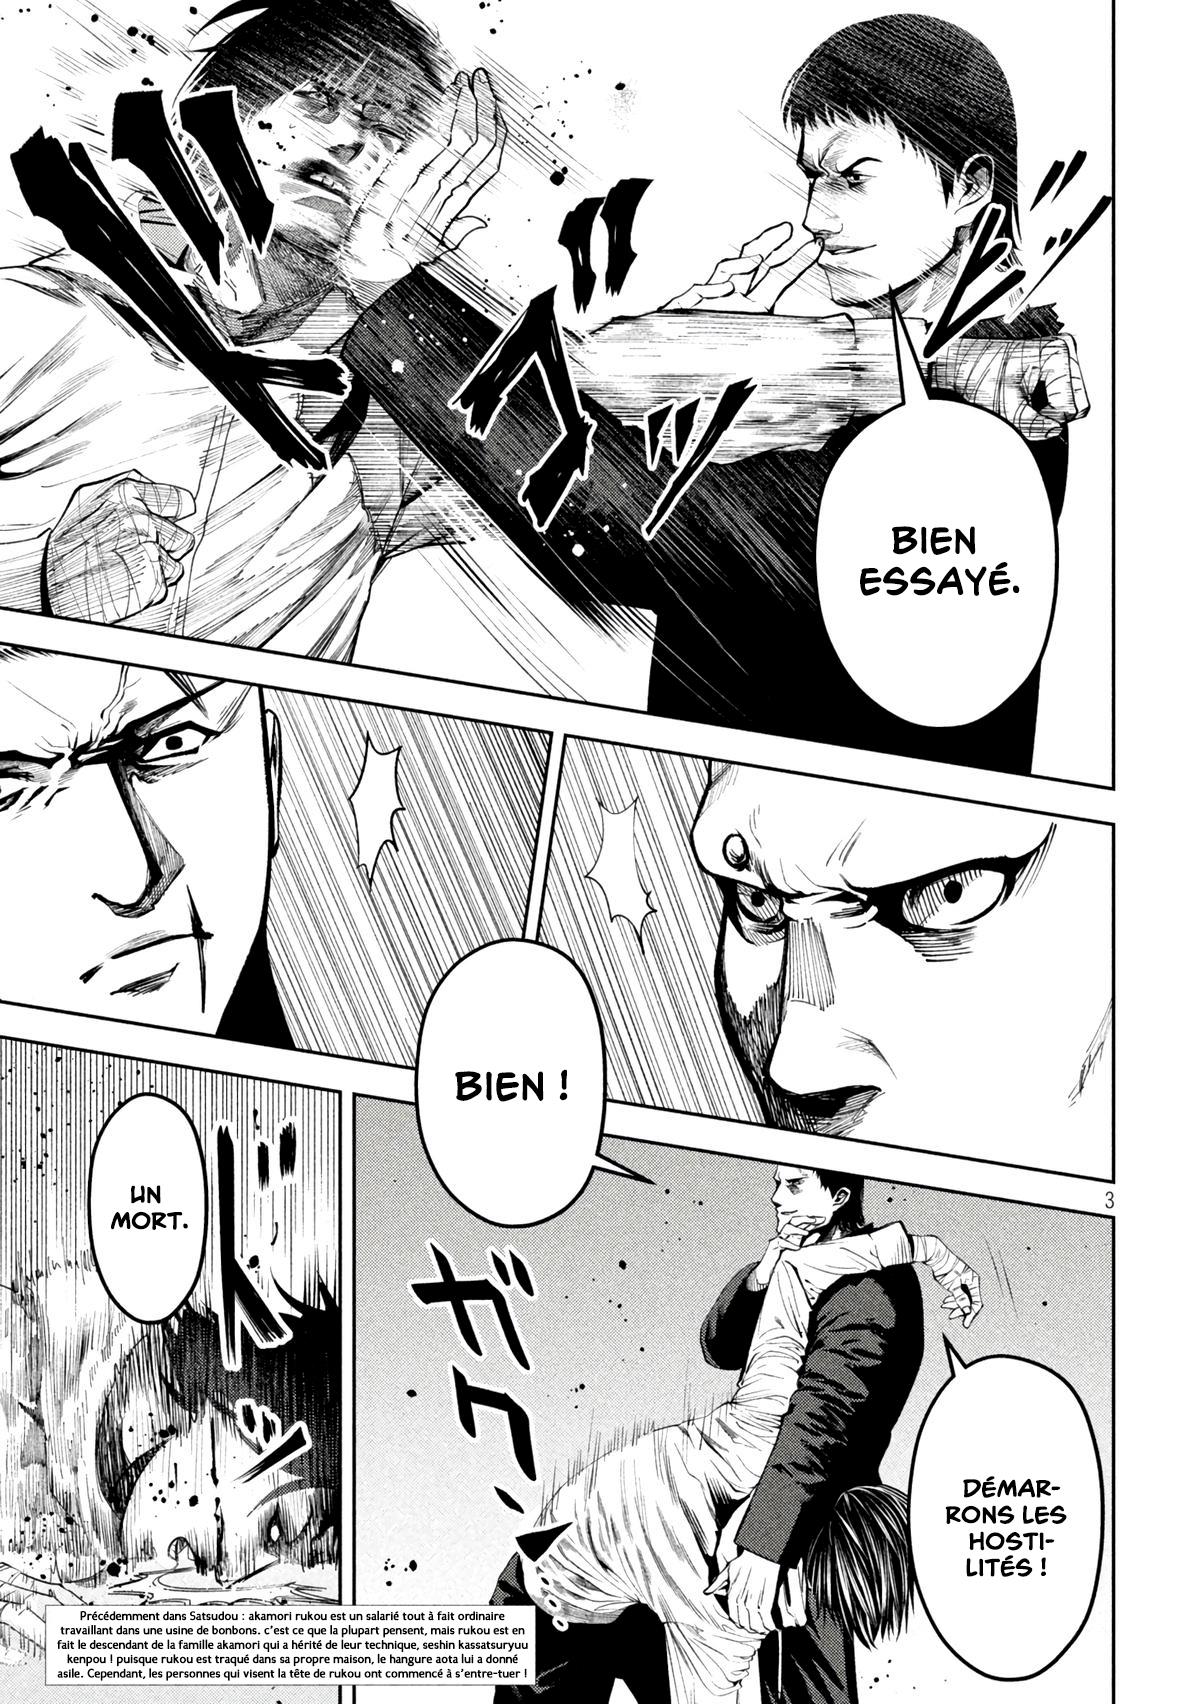 BIEN
ESSAYÉ.
BIEN !
3
DÉMAR-
RONS LES
HOSTI-
LITÉS !
UN
MORT.
Précédemment dans Satsudou : akamori rukou est un salarié tout à fait ordinaire
travaillant dans une usine de bonbons. c'est ce que la plupart pensent, mais rukou est en
fait le descendant de la famille akamori qui a hérité de leur technique, seshin kassatsuryuu
kenpou ! puisque rukou est traqué dans sa propre maison, le hangure aota lui a donné
asile. Cependant, les personnes qui visent la tête de rukou ont commencé à s'entre-tuer !